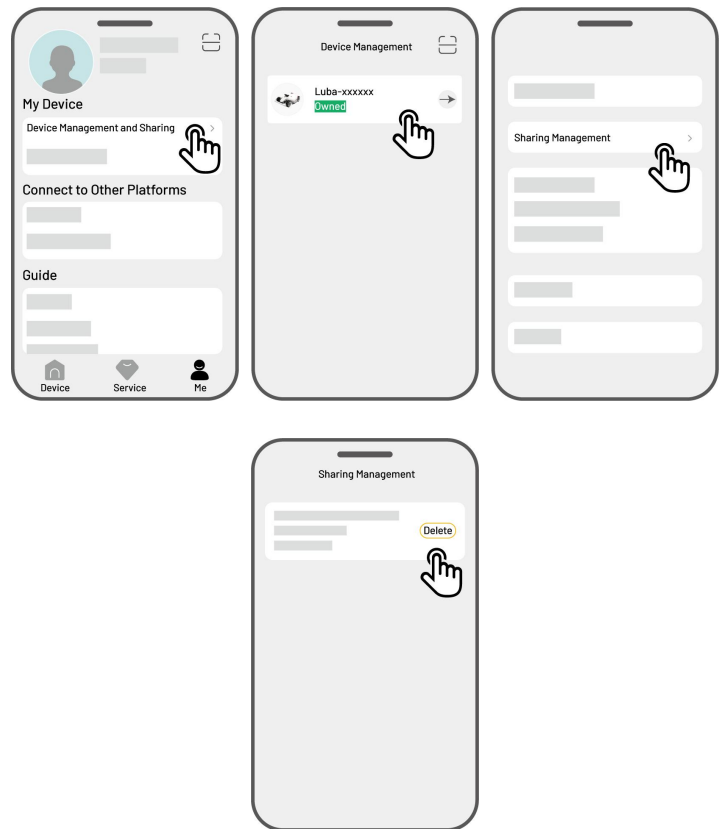 My Device
Device Management and Sharing
Connect to Other Platforms
Guide
Device
Service
Me
Device Management
Luba-xxxxxx
Owned
Sharing Management
Sharing Management
Delete